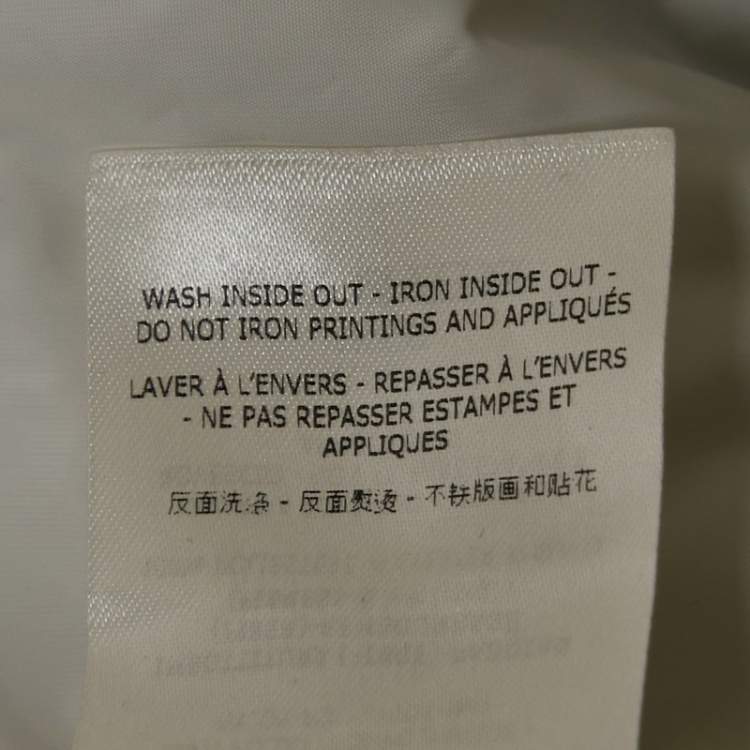 WASH INSIDE OUT - IRON INSIDE OUT -
DO NOT IRON PRINTINGS AND APPLIQUÉS
LAVER À L'ENVERS - REPASSER À L'ENVERS
- NE PAS REPASSER ESTAMPES ET
APPLIQUES
反面洗涤 - 反面熨烫 - 不铁版画和贴花